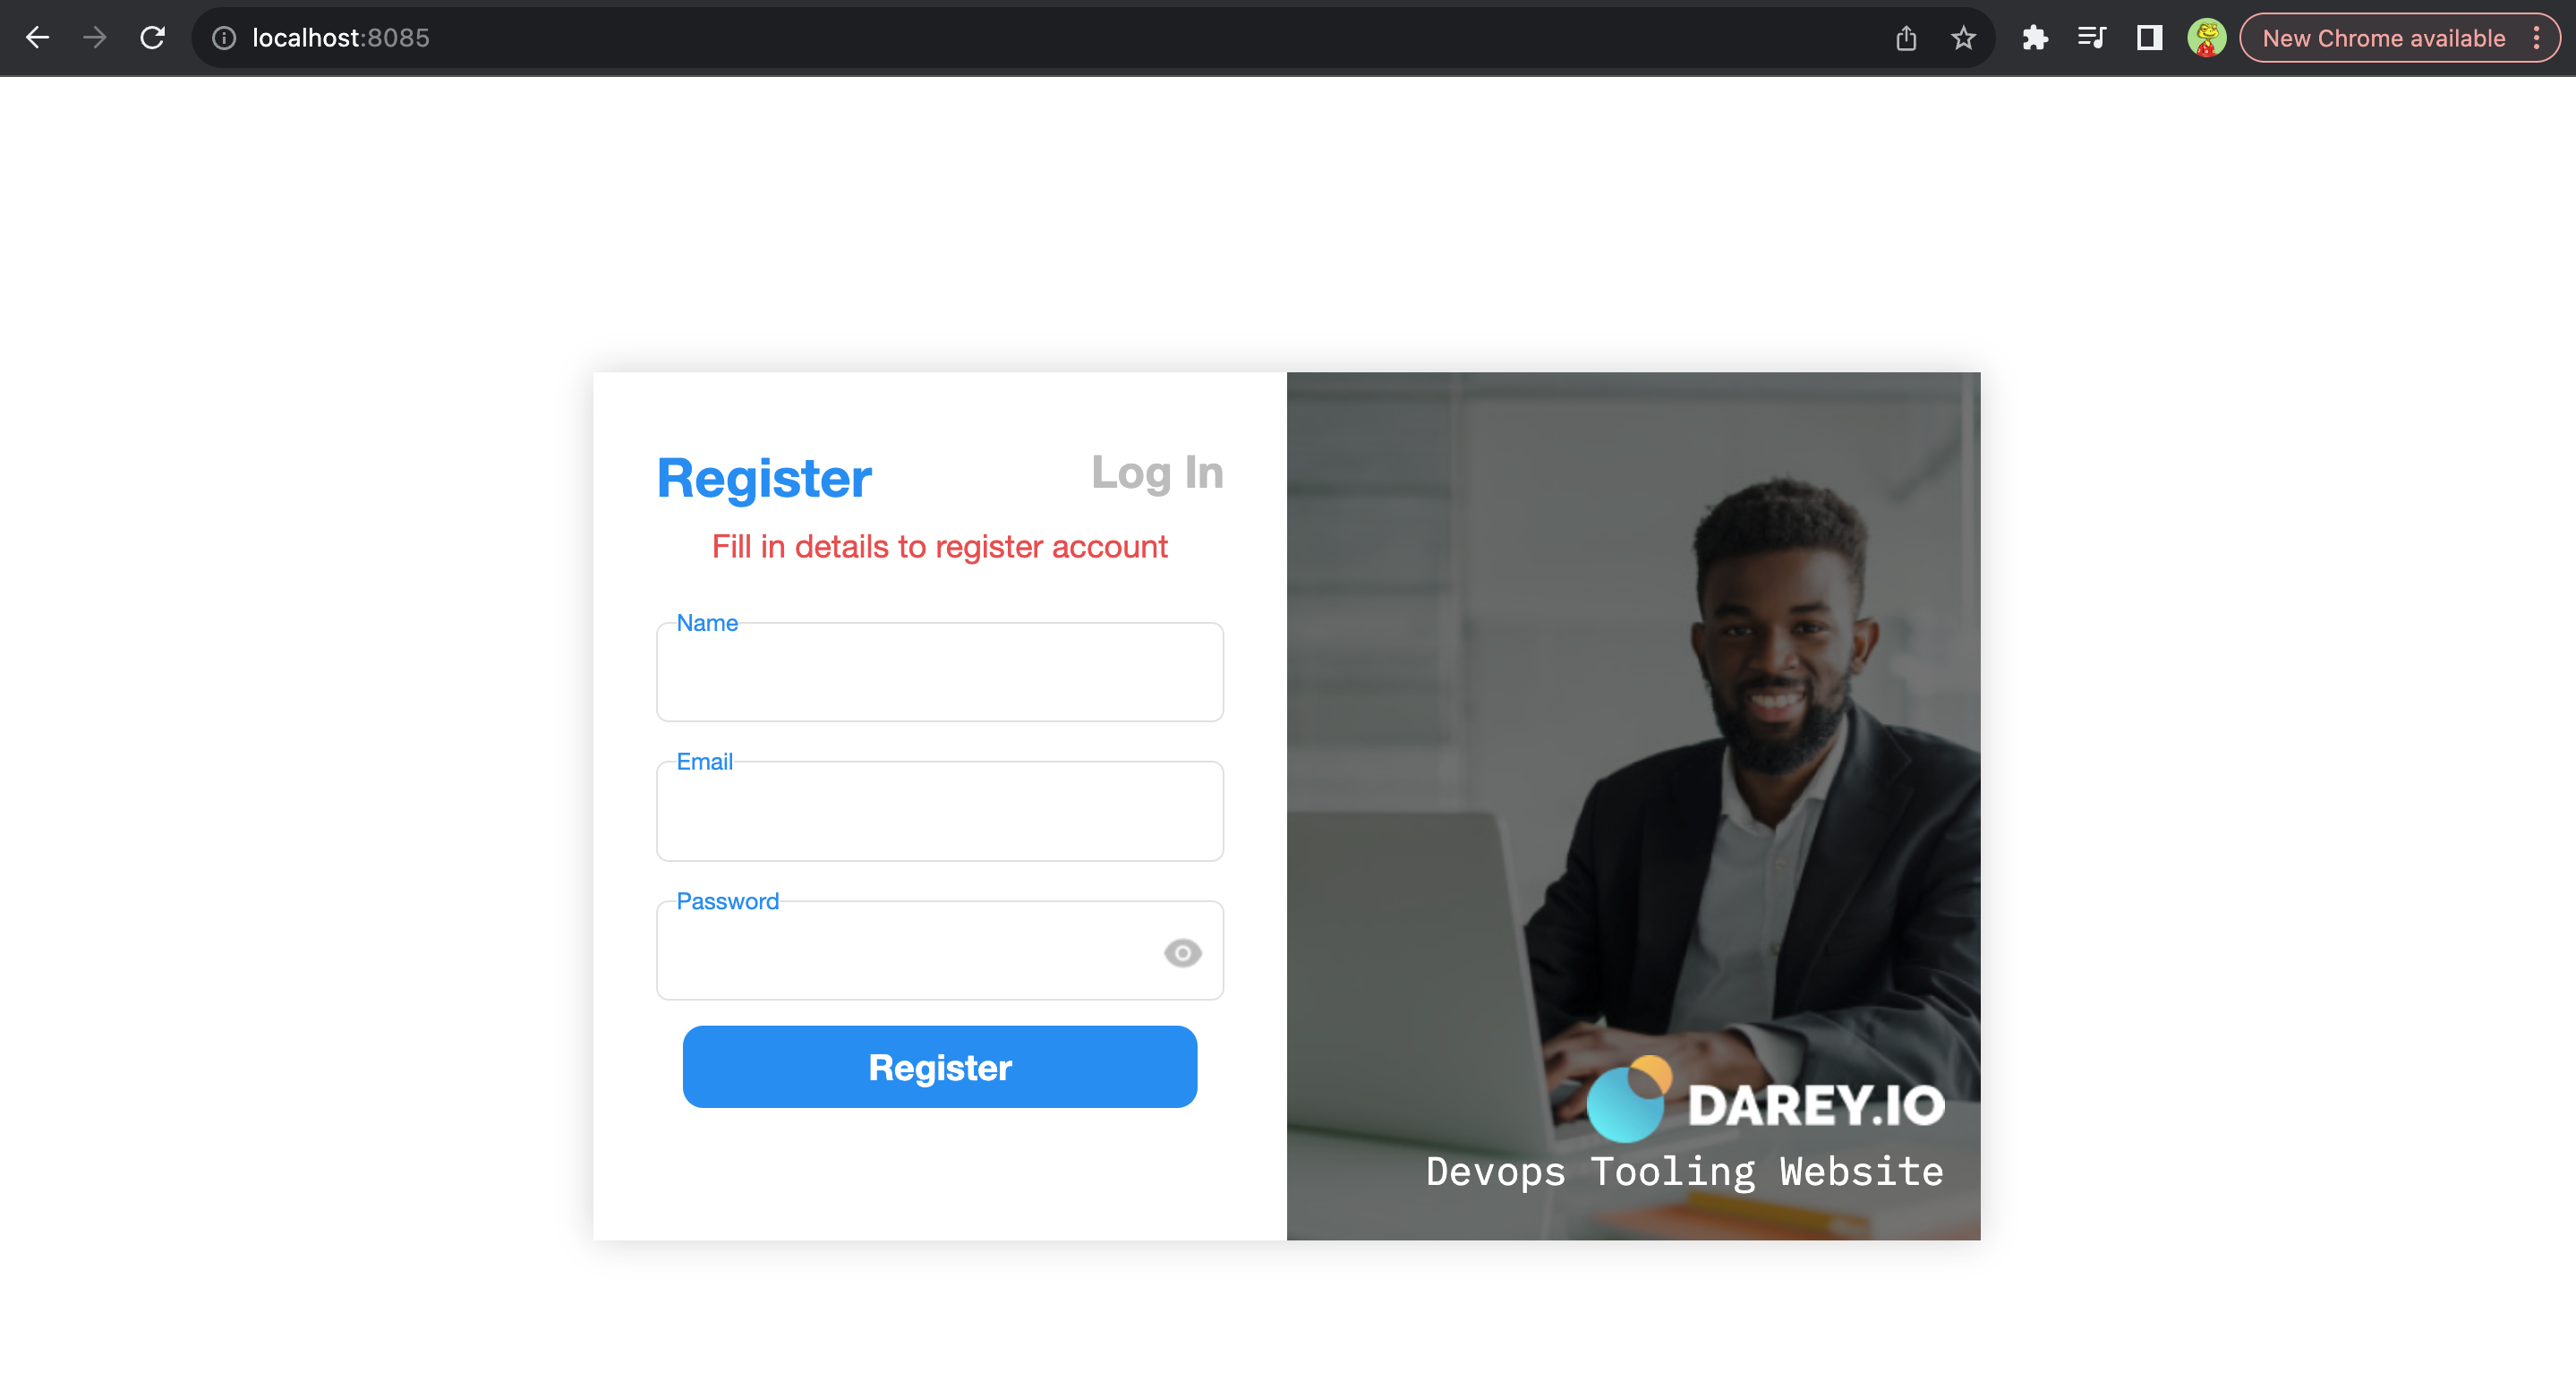 localhost:8085
New Chrome available
Register
Log In
Fill in details to register account
Name
Email
Password
Register
DAREY.IO
Devops Tooling Website